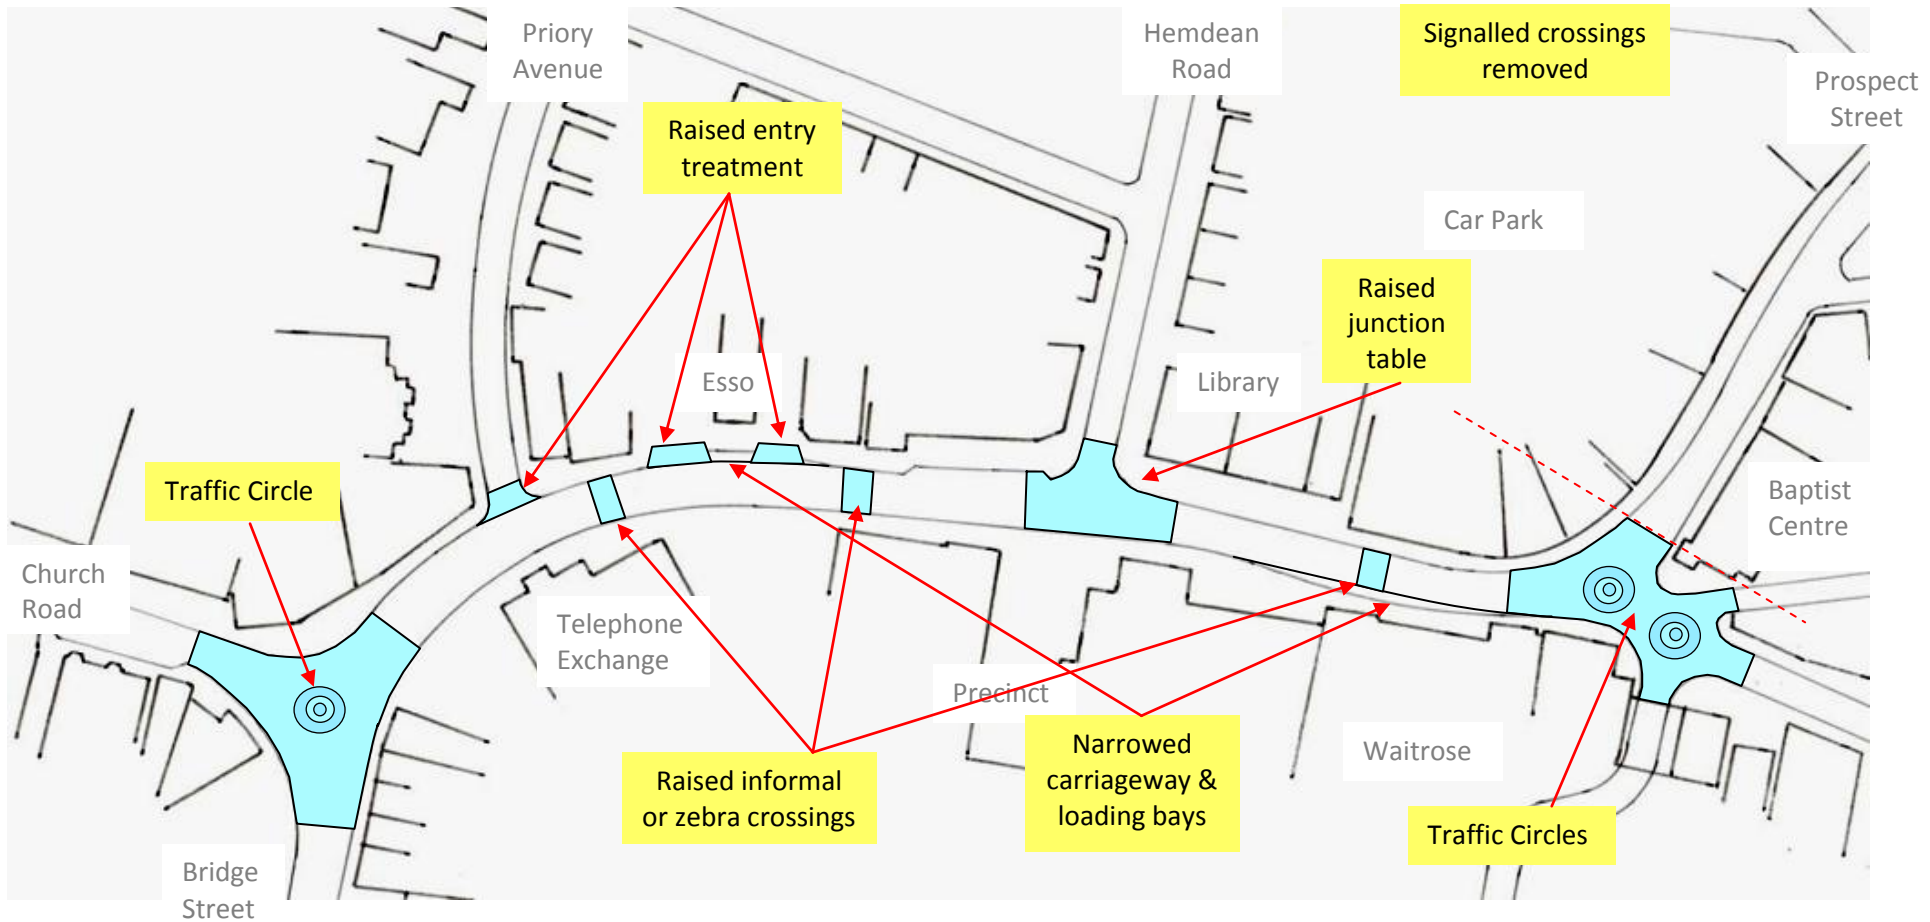 Priory
Avenue
Hemdean
Road
Signalled crossings
removed
Prospect
Street
Raised entry
treatment
Car Park
Raised
junction
table
Esso
Library
Traffic Circle
Baptist
Centre
Church
Road
Telephone
Exchange
Precinct
Narrowed
carriageway &
loading bays
Waitrose
Raised informal
or zebra crossings
Traffic Circles
Bridge
Street